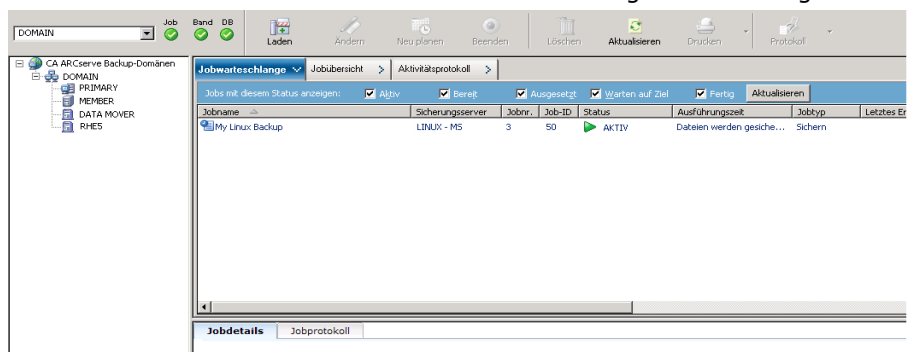 DOMAIN
Job
Band DB
Laden
Ändern
Neu planen
Beenden
Löschen
Aktualisieren
Drucken
Protokoll
CA ARCserve Backup-Domänen
DOMAIN
PRIMARY
MEMBER
DATA MOVER
RHE5
Jobwarteschlange
Jobübersicht >
Aktivitätsprotokoll >
Jobs mit diesem Status anzeigen: Aktiv Bereit Ausgesetzt Warten auf Ziel Fertig Aktualisieren
Jobname Sicherungsserver Jobnr. Job-ID Status Ausführungszeit Jobtyp Letztes Er
My Linux Backup LINUX - MS 3 50 AKTIV Dateien werden gesiche... Sichern
Jobdetails Jobprotokoll